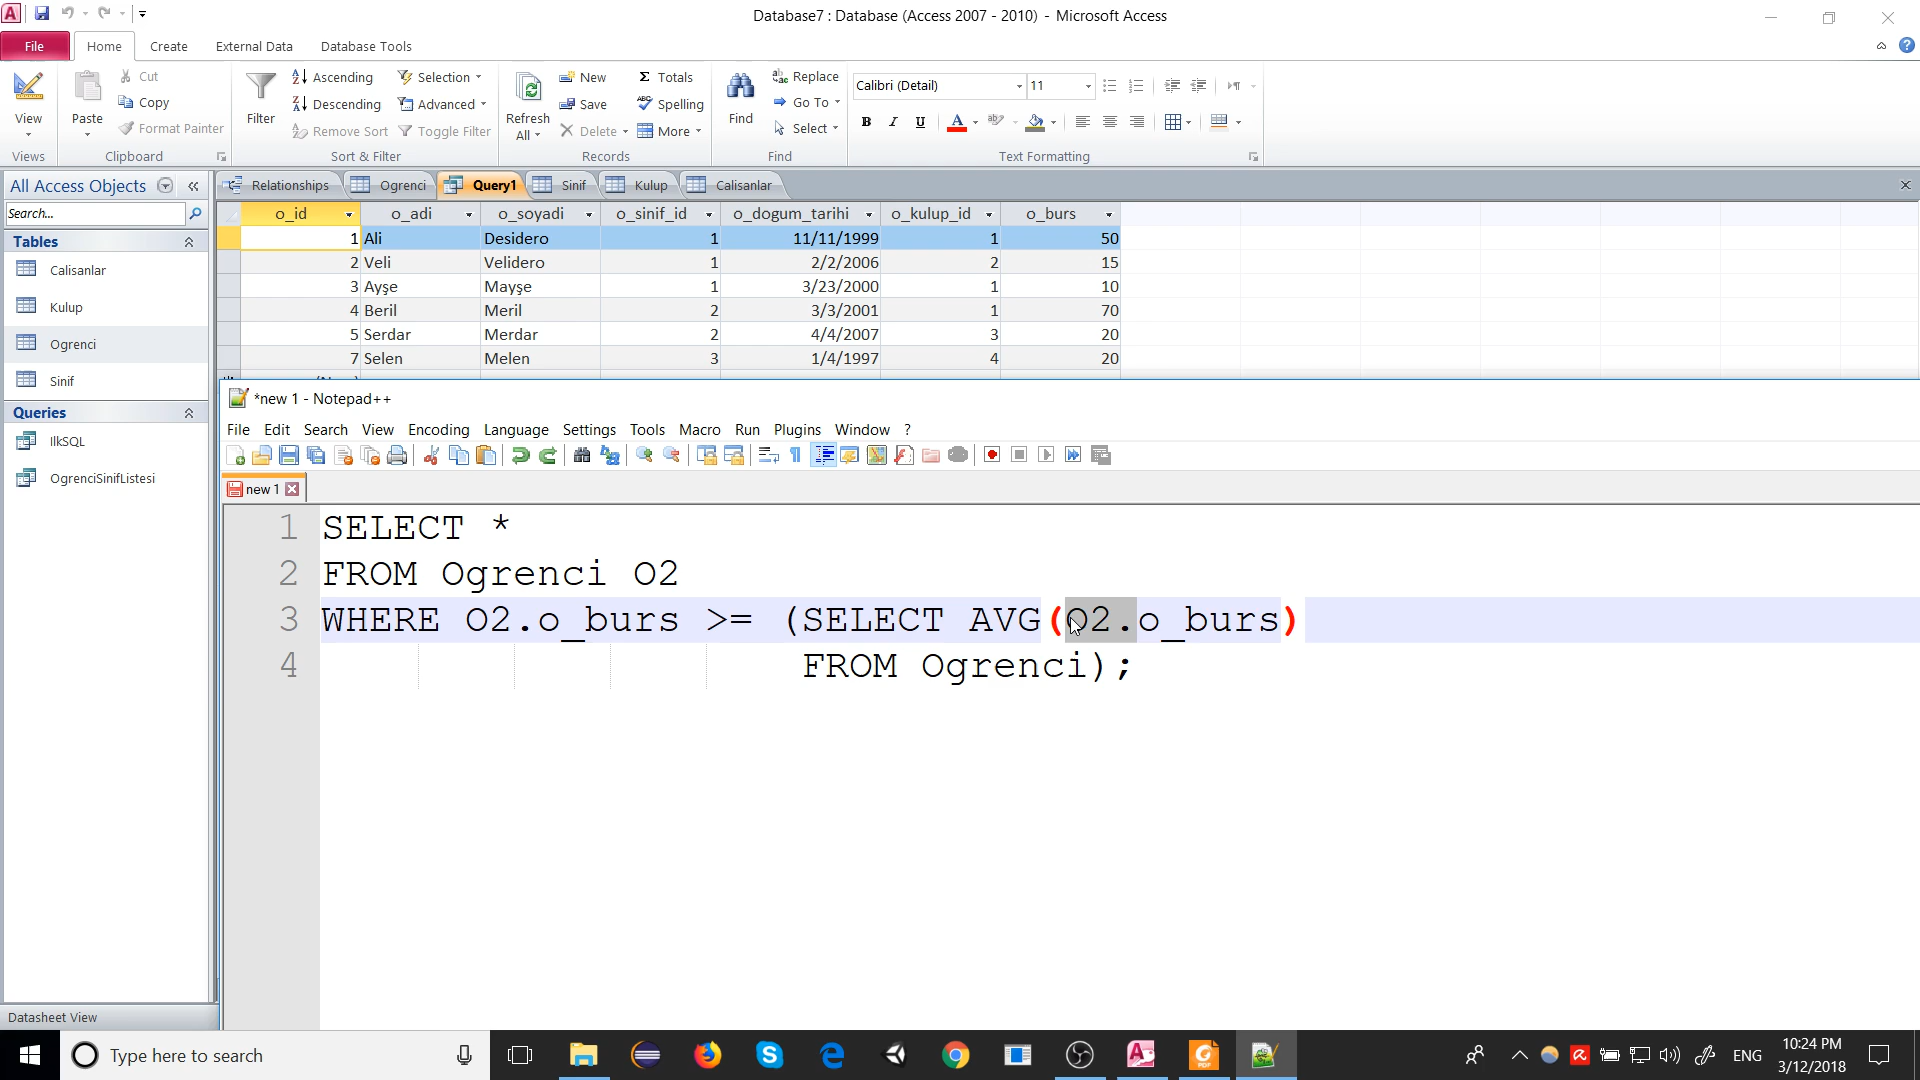 Database7 : Database (Access 2007 - 2010) - Microsoft Access
File Home Create External Data Database Tools
View Paste Cut Copy Format Painter Filter Ascending Descending Remove Sort Selection Advanced Toggle Filter Refresh All New Save Delete Totals Spelling More Find Replace Go To Select Calibri (Detail) 11
B I U
Views Clipboard Sort & Filter Records Find Text Formatting
All Access Objects
Search...
Tables
Calisanlar
Kulup
Ogrenci
Sinif
Queries
IlkSQL
OgrenciSinifListesi
Relationships Ogrenci Query1 Sinif Kulup Calisanlar
o_id o_adi o_soyadi o_sinif_id o_dogum_tarihi o_kulup_id o_burs
1 Ali Desidero 1 11/11/1999 1 50
2 Veli Velidero 1 2/2/2006 2 15
3 Ayşe Mayşe 1 3/23/2000 1 10
4 Beril Meril 2 3/3/2001 1 70
5 Serdar Merdar 2 4/4/2007 3 20
7 Selen Melen 3 1/4/1997 4 20
*new 1 - Notepad++
File Edit Search View Encoding Language Settings Tools Macro Run Plugins Window ?
new 1
1 SELECT *
2 FROM Ogrenci O2
3 WHERE O2.o_burs >= (SELECT AVG(O2.o_burs)
4 FROM Ogrenci);
Datasheet View
Type here to search
ENG
10:24 PM
3/12/2018